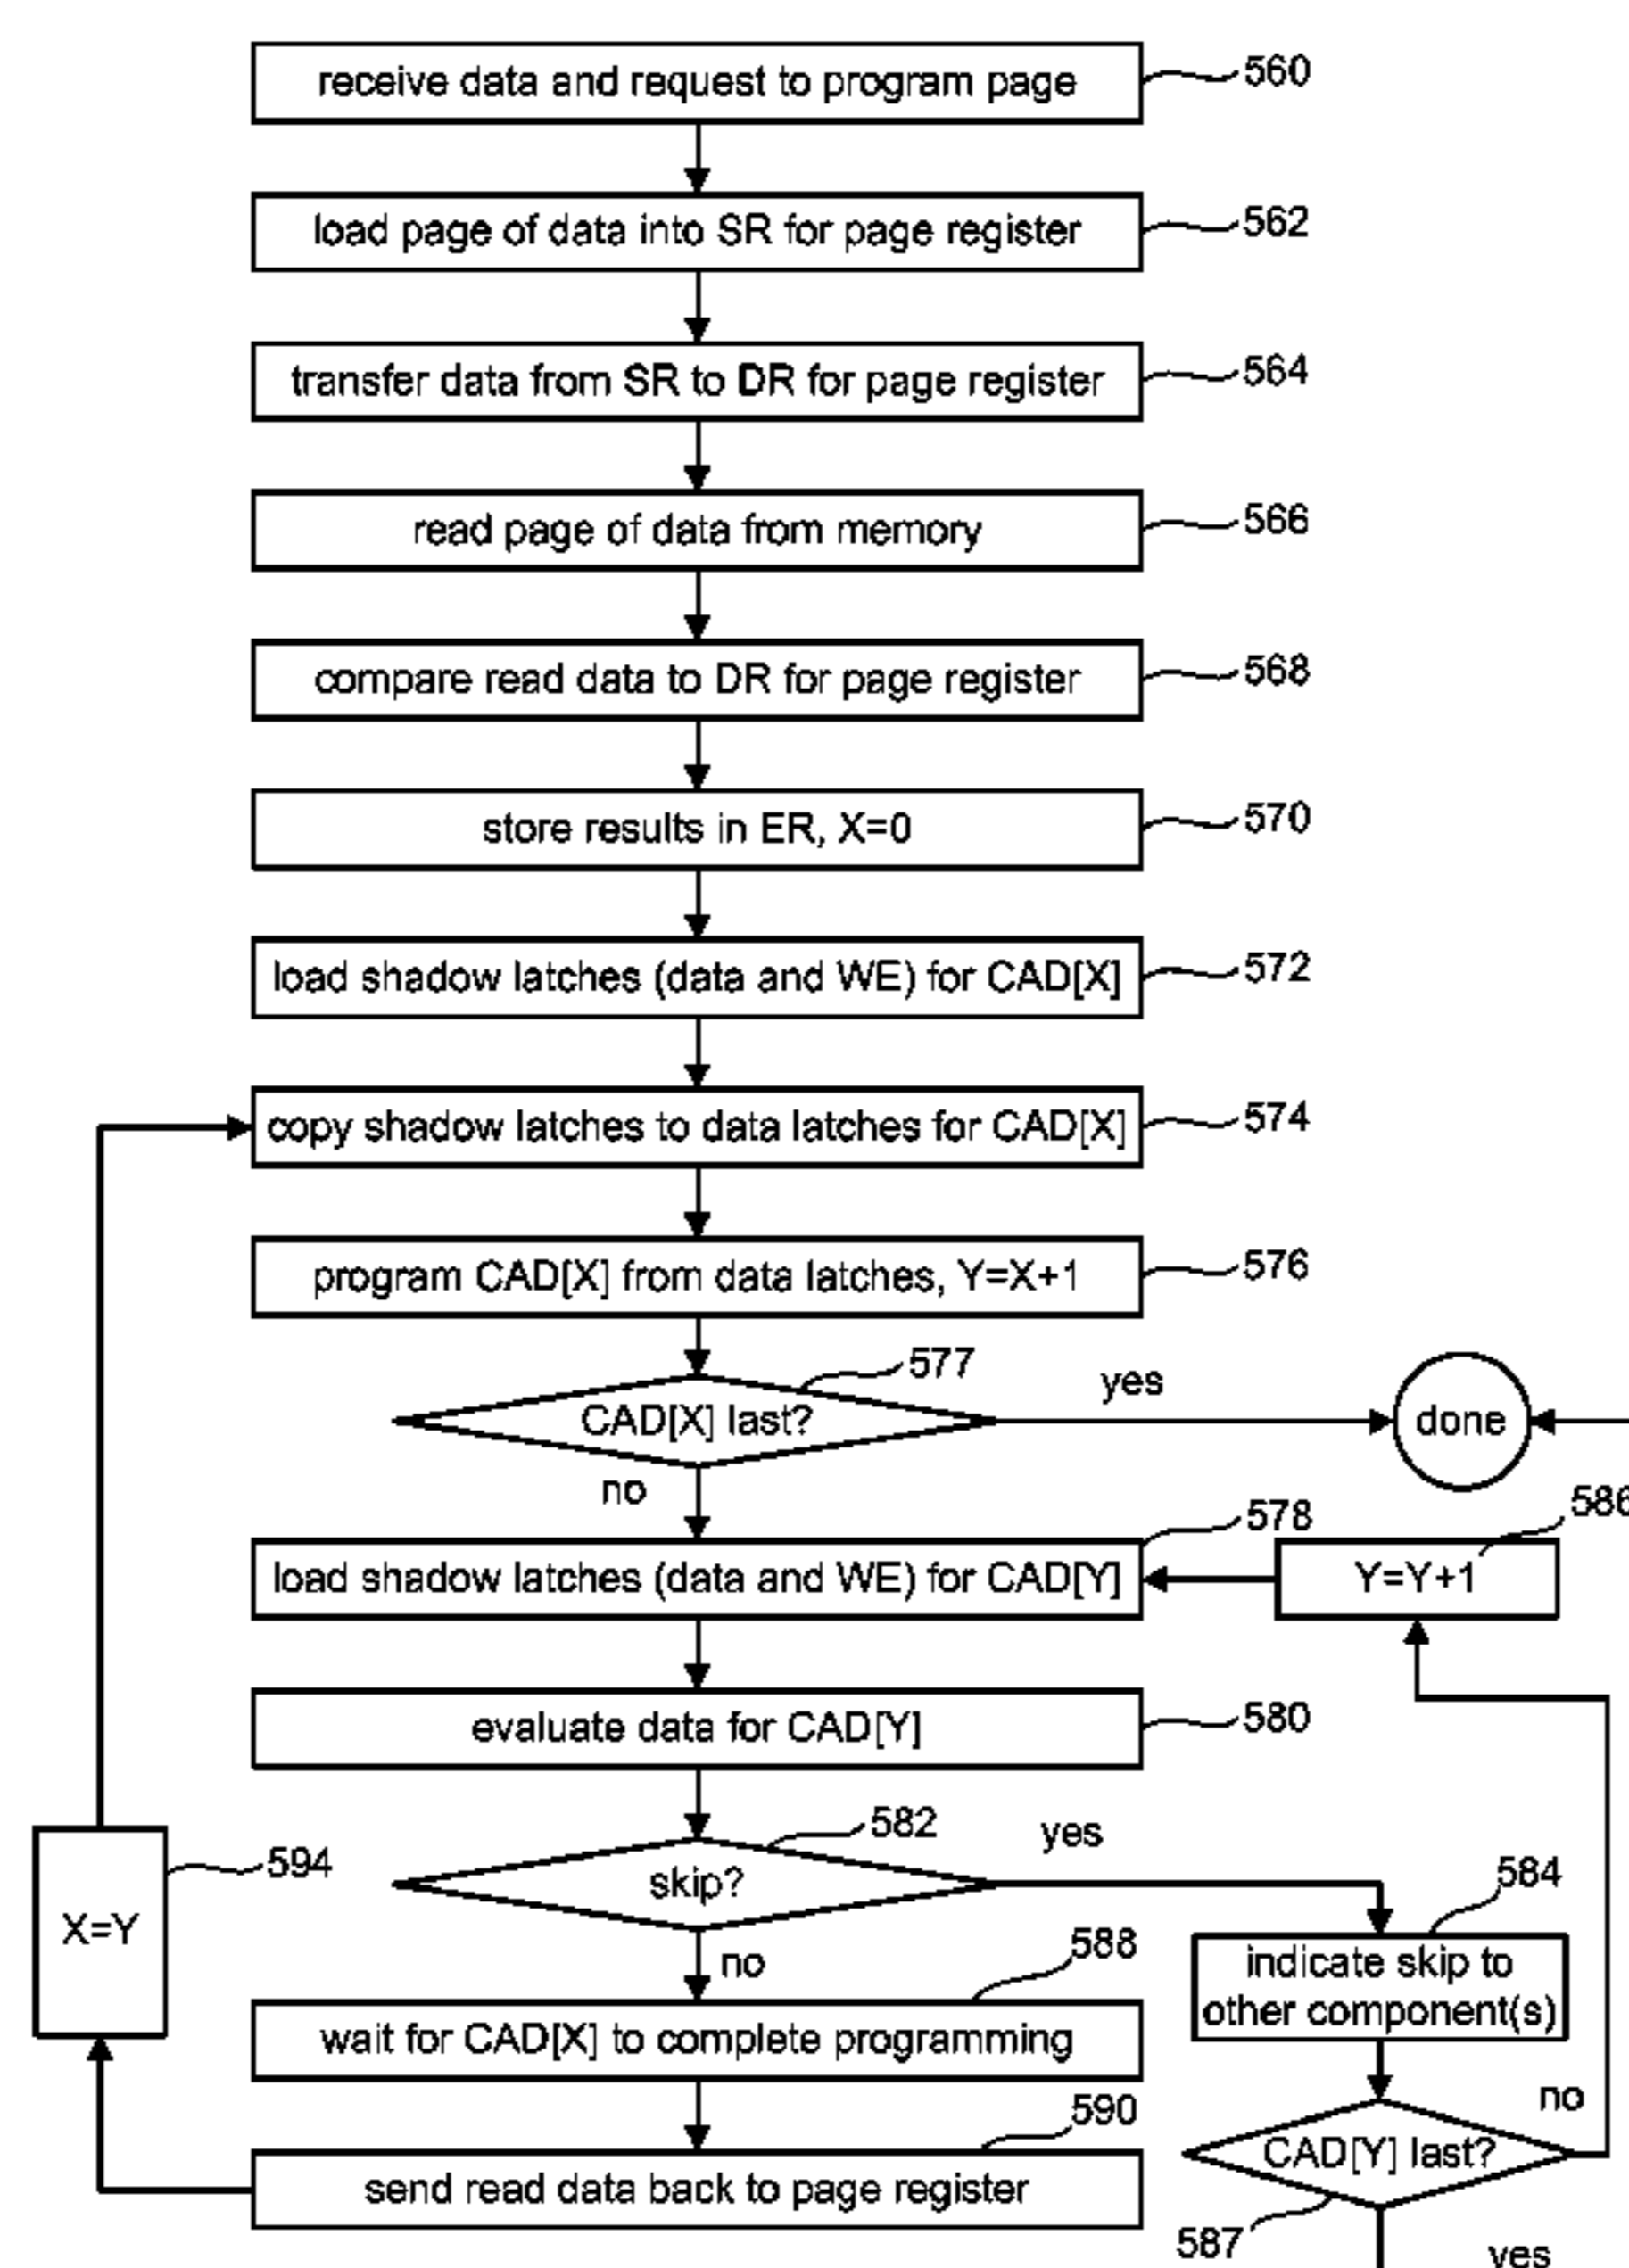 receive data and request to program page
560
load page of data into SR for page register
562
transfer data from SR to DR for page register
564
read page of data from memory
566
compare read data to DR for page register
568
store results in ER, X=0
570
load shadow latches (data and WE) for CAD[X]
572
copy shadow latches to data latches for CAD[X]
574
program CAD[X] from data latches, Y=X+1
576
577
yes
CAD[X] last?
done
no
578
586
load shadow latches (data and WE) for CAD[Y]
Y=Y+1
evaluate data for CAD[Y]
580
582
yes
skip?
594
X=Y
584
no
588
indicate skip to
other component(s)
wait for CAD[X] to complete programming
no
590
CAD[Y] last?
send read data back to page register
587
yes